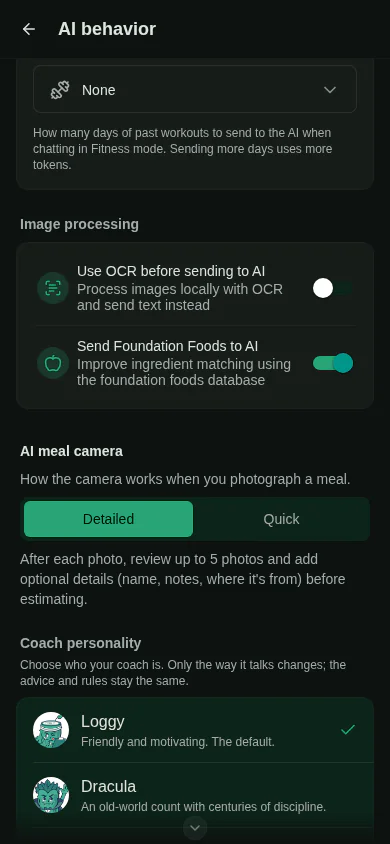 AI behavior
None
How many days of past workouts to send to the AI when
chatting in Fitness mode. Sending more days uses more
tokens.
Image processing
Use OCR before sending to AI
Process images locally with OCR
and send text instead
Send Foundation Foods to AI
Improve ingredient matching using
the foundation foods database
AI meal camera
How the camera works when you photograph a meal.
Detailed
Quick
After each photo, review up to 5 photos and add
optional details (name, notes, where it's from) before
estimating.
Coach personality
Choose who your coach is. Only the way it talks changes; the
advice and rules stay the same.
Loggy
Friendly and motivating. The default.
Dracula
An old-world count with centuries of discipline.